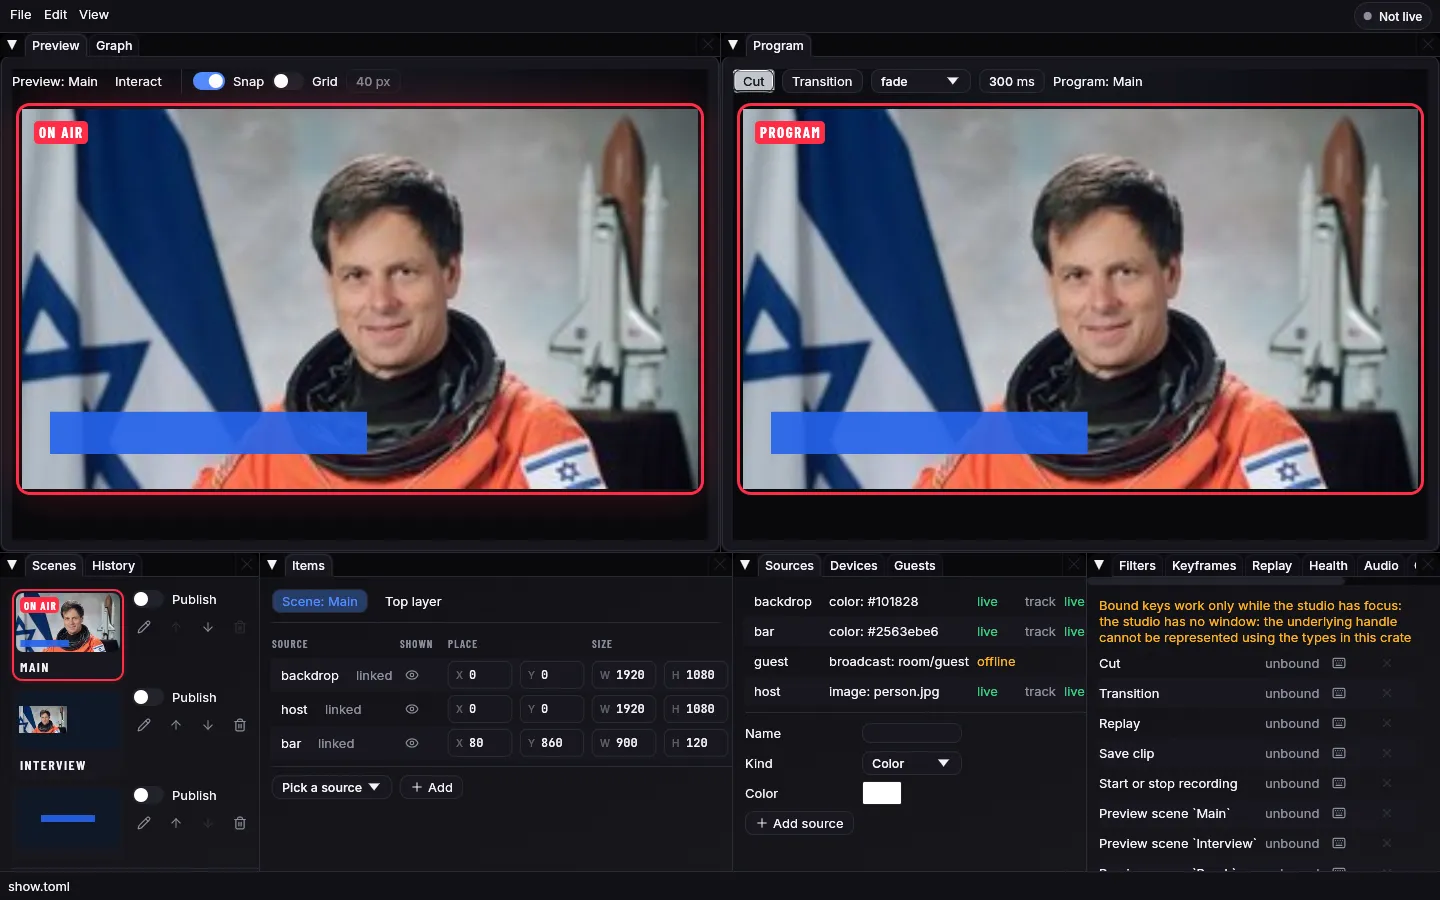 File Edit View
Not live
Preview Graph
Program
Preview: Main Interact Snap Grid 40 px
Cut Transition fade 300 ms Program: Main
ON AIR
PROGRAM
Scenes History
Items
Sources Devices Guests
Filters Keyframes Replay Health Audio
ON AIR
MAIN
Publish
INTERVIEW
Publish
Publish
Scene: Main Top layer
SOURCE SHOWN PLACE SIZE
backdrop linked X 0 Y 0 W 1920 H 1080
host linked X 0 Y 0 W 1920 H 1080
bar linked X 80 Y 860 W 900 H 120
Pick a source + Add
backdrop color: #101828 live track live
bar color: #2563ebe6 live track live
guest broadcast: room/guest offline
host image: person.jpg live track live
Name
Kind Color
Color
+ Add source
Bound keys work only while the studio has focus:
the studio has no window: the underlying handle
cannot be represented using the types in this crate
Cut unbound
Transition unbound
Replay unbound
Save clip unbound
Start or stop recording unbound
Preview scene `Main` unbound
Preview scene `Interview` unbound
show.toml